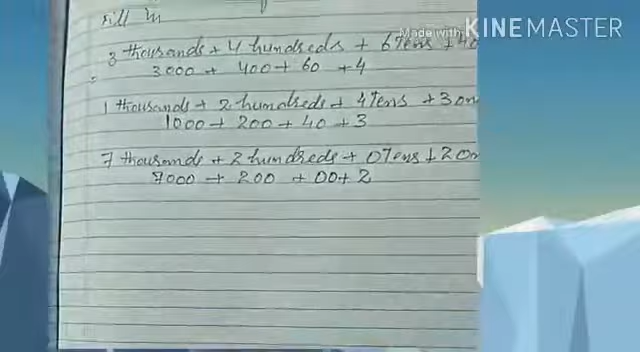 Fill in
Made with KINEMASTER
3 thousands + 4 hundreds + 6 Tens + 4 o
3000 + 400 + 60 + 4
1 thousands + 2 hundreds + 4 Tens + 3 on
1000 + 200 + 40 + 3
7 thousands + 2 hundreds + 0 Tens + 2 on
7000 + 200 + 00 + 2